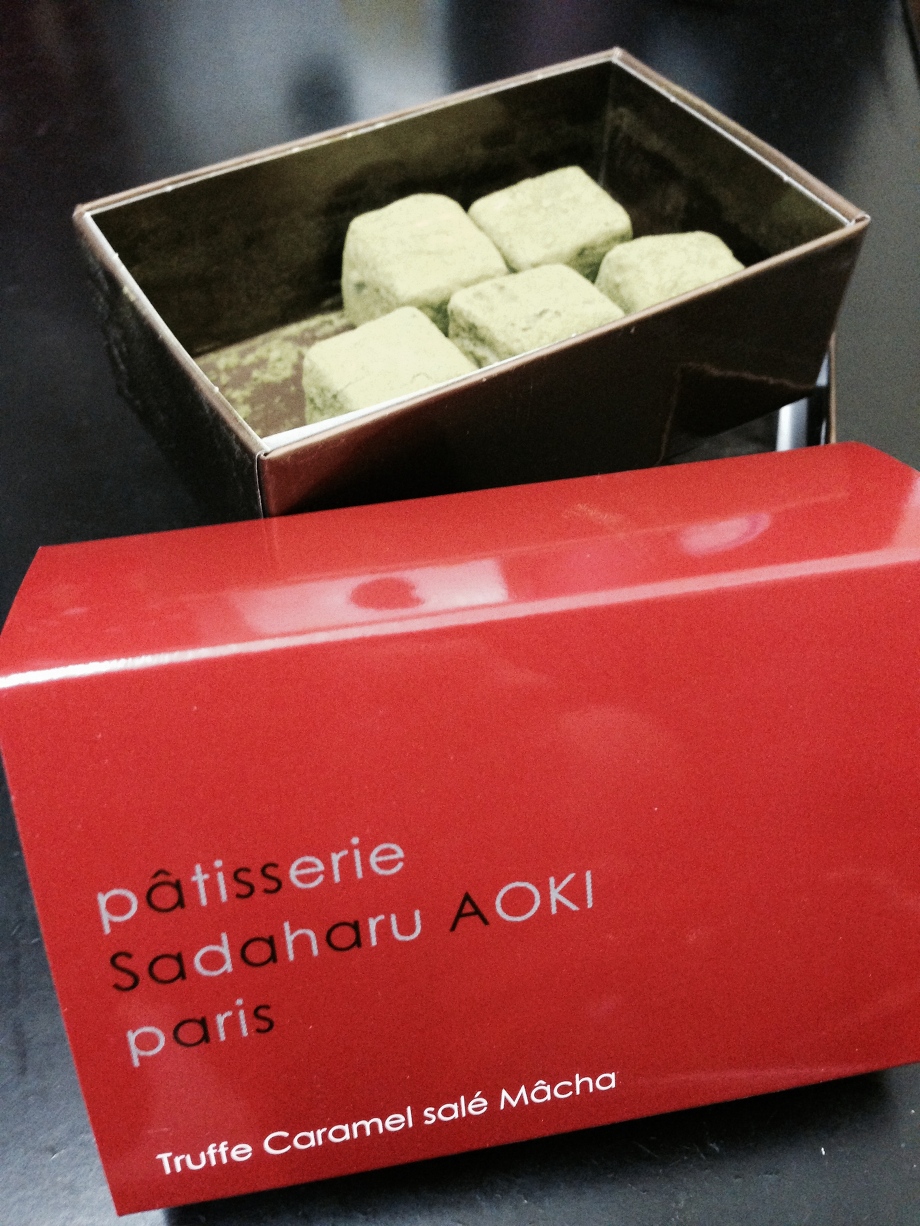 pâtisserie
Sadaharu AOKI
paris
Truffe Caramel salé Mâcha